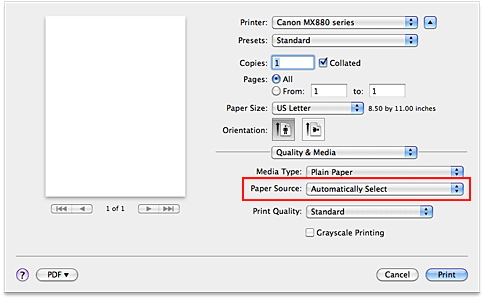 Printer: Canon MX880 series
Presets: Standard
Copies: 1 Collated
Pages: All
From: 1 to: 1
Paper Size: US Letter 8.50 by 11.00 inches
Orientation:
Quality & Media
Media Type: Plain Paper
Paper Source: Automatically Select
1 of 1
Print Quality: Standard
Grayscale Printing
? PDF ▾ Cancel Print